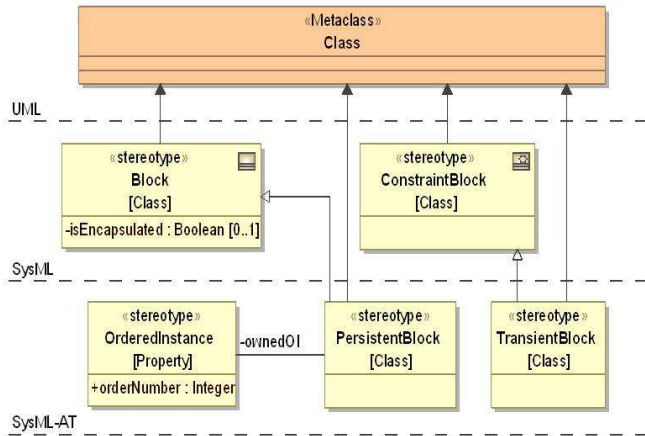 «Metaclass»
Class
UML
«stereotype»
Block
[Class]
-isEncapsulated : Boolean [0..1]
«stereotype»
ConstraintBlock
[Class]
SysML
«stereotype»
OrderedInstance
[Property]
+orderNumber : Integer
-ownedOI
«stereotype»
PersistentBlock
[Class]
«stereotype»
TransientBlock
[Class]
SysML-AT